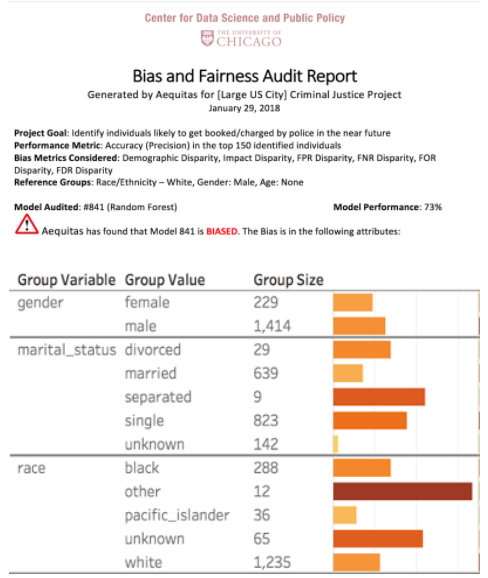 Center for Data Science and Public Policy
THE UNIVERSITY OF
CHICAGO
Bias and Fairness Audit Report
Generated by Aequitas for [Large US City] Criminal Justice Project
January 29, 2018
Project Goal: Identify individuals likely to get booked/charged by police in the near future
Performance Metric: Accuracy (Precision) in the top 150 identified individuals
Bias Metrics Considered: Demographic Disparity, Impact Disparity, FPR Disparity, FNR Disparity, FOR
Disparity, FDR Disparity
Reference Groups: Race/Ethnicity – White, Gender: Male, Age: None
Model Audited: #841 (Random Forest) Model Performance: 73%
Aequitas has found that Model 841 is BIASED. The Bias is in the following attributes:
Group Variable Group Value Group Size
gender female 229
male 1,414
marital_status divorced 29
married 639
separated 9
single 823
unknown 142
race black 288
other 12
pacific_islander 36
unknown 65
white 1,235